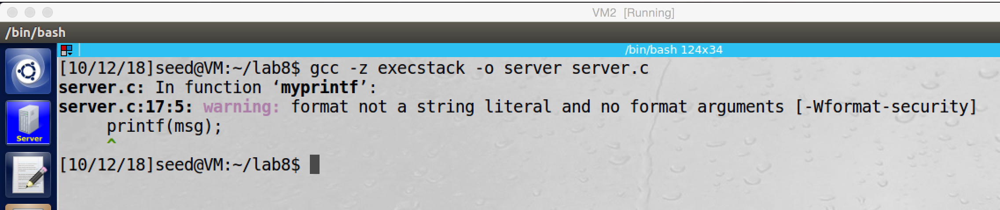 VM2 [Running]
/bin/bash
/bin/bash 124x34
[10/12/18]seed@VM:~/lab8$ gcc -z execstack -o server server.c
server.c: In function ‘myprintf’:
server.c:17:5: warning: format not a string literal and no format arguments [-Wformat-security]
     printf(msg);
     ^
[10/12/18]seed@VM:~/lab8$
Server